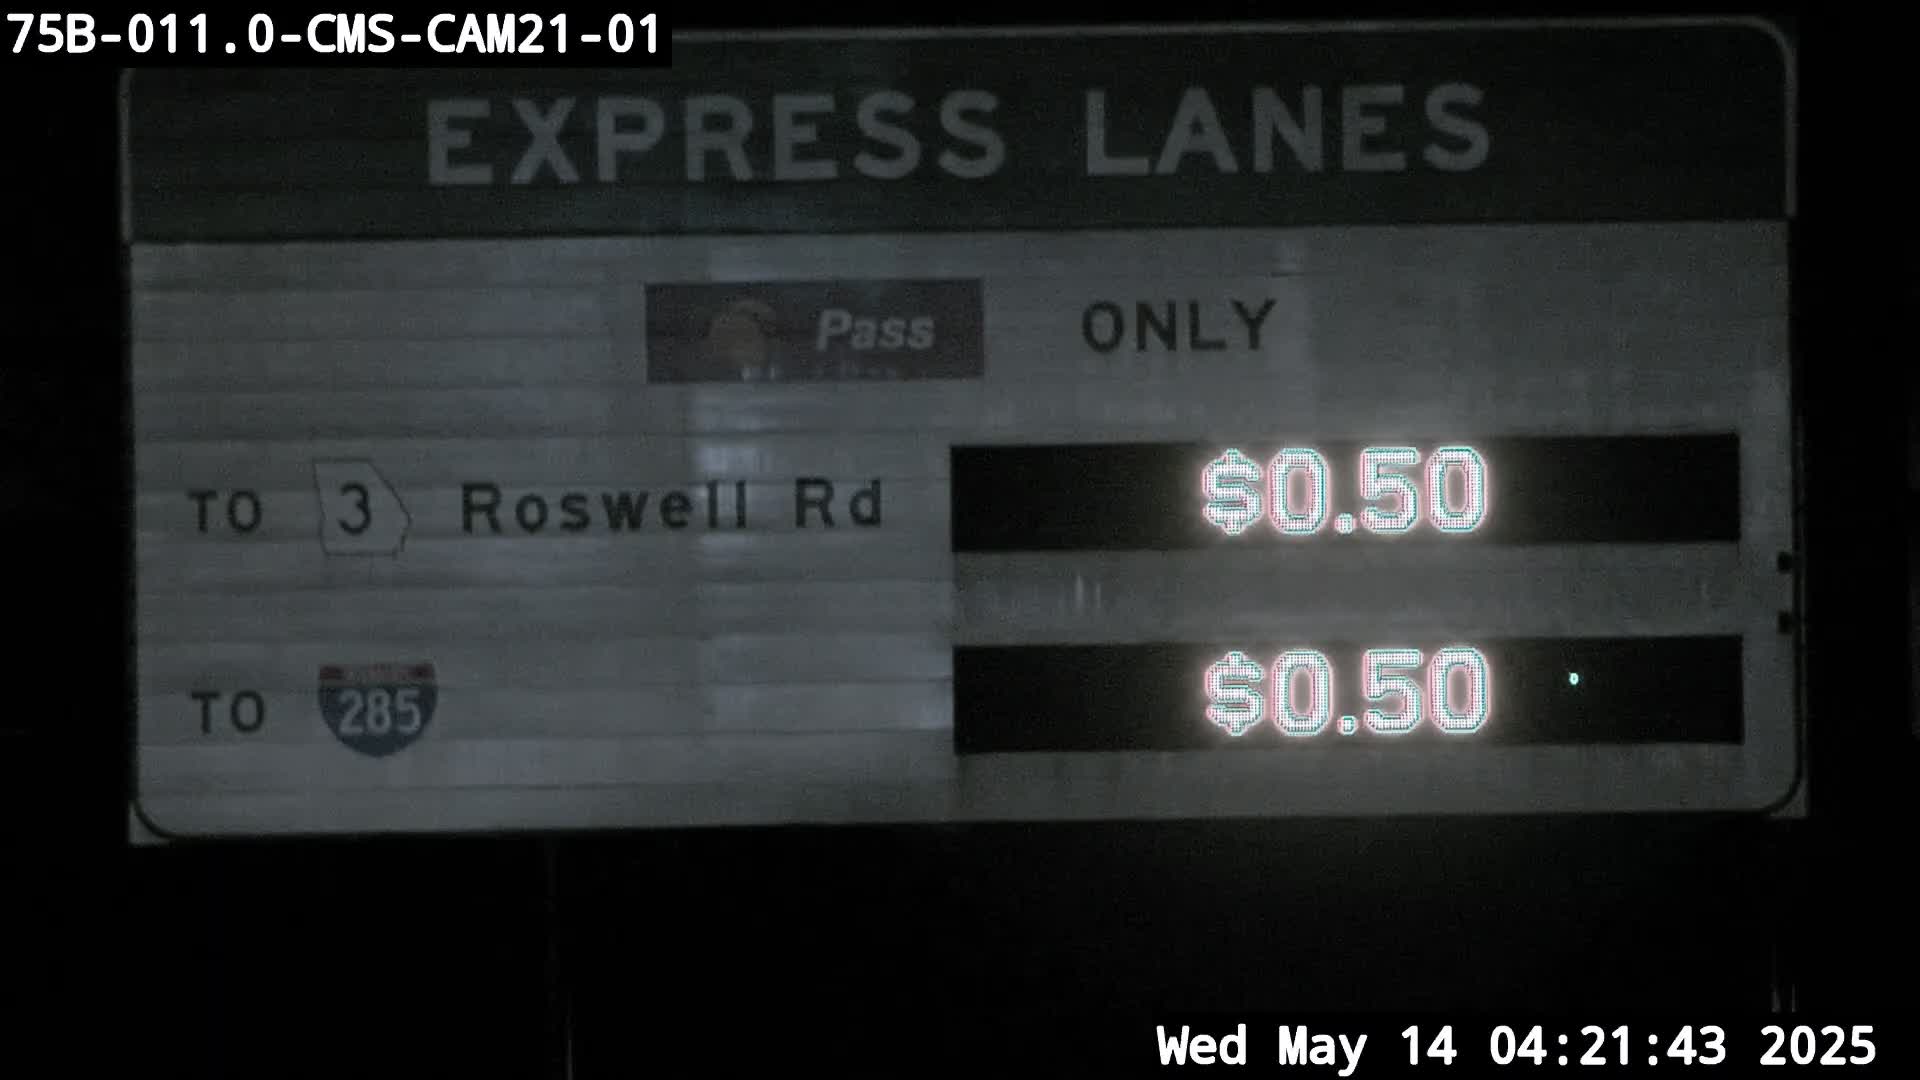 75B-011.0-CMS-CAM21-01
EXPRESS LANES
Pass ONLY
TO 3 Roswell Rd $0.50
TO 285 $0.50
Wed May 14 04:21:43 2025